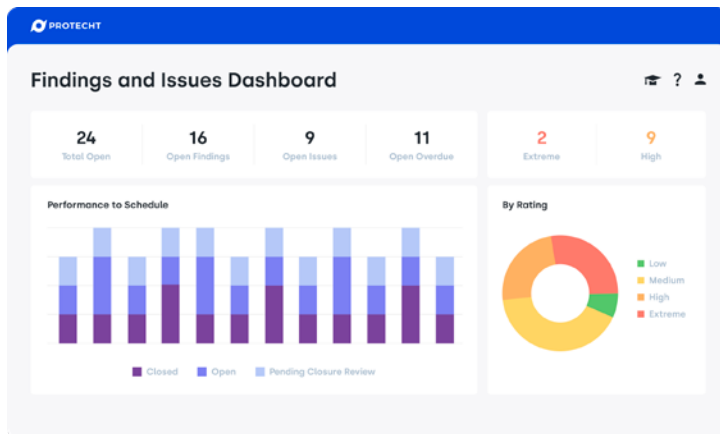 PROTECHT
Findings and Issues Dashboard
?
24
Total Open
16
Open Findings
9
Open Issues
11
Open Overdue
2
Extreme
9
High
Performance to Schedule
Closed
Open
Pending Closure Review
By Rating
Low
Medium
High
Extreme